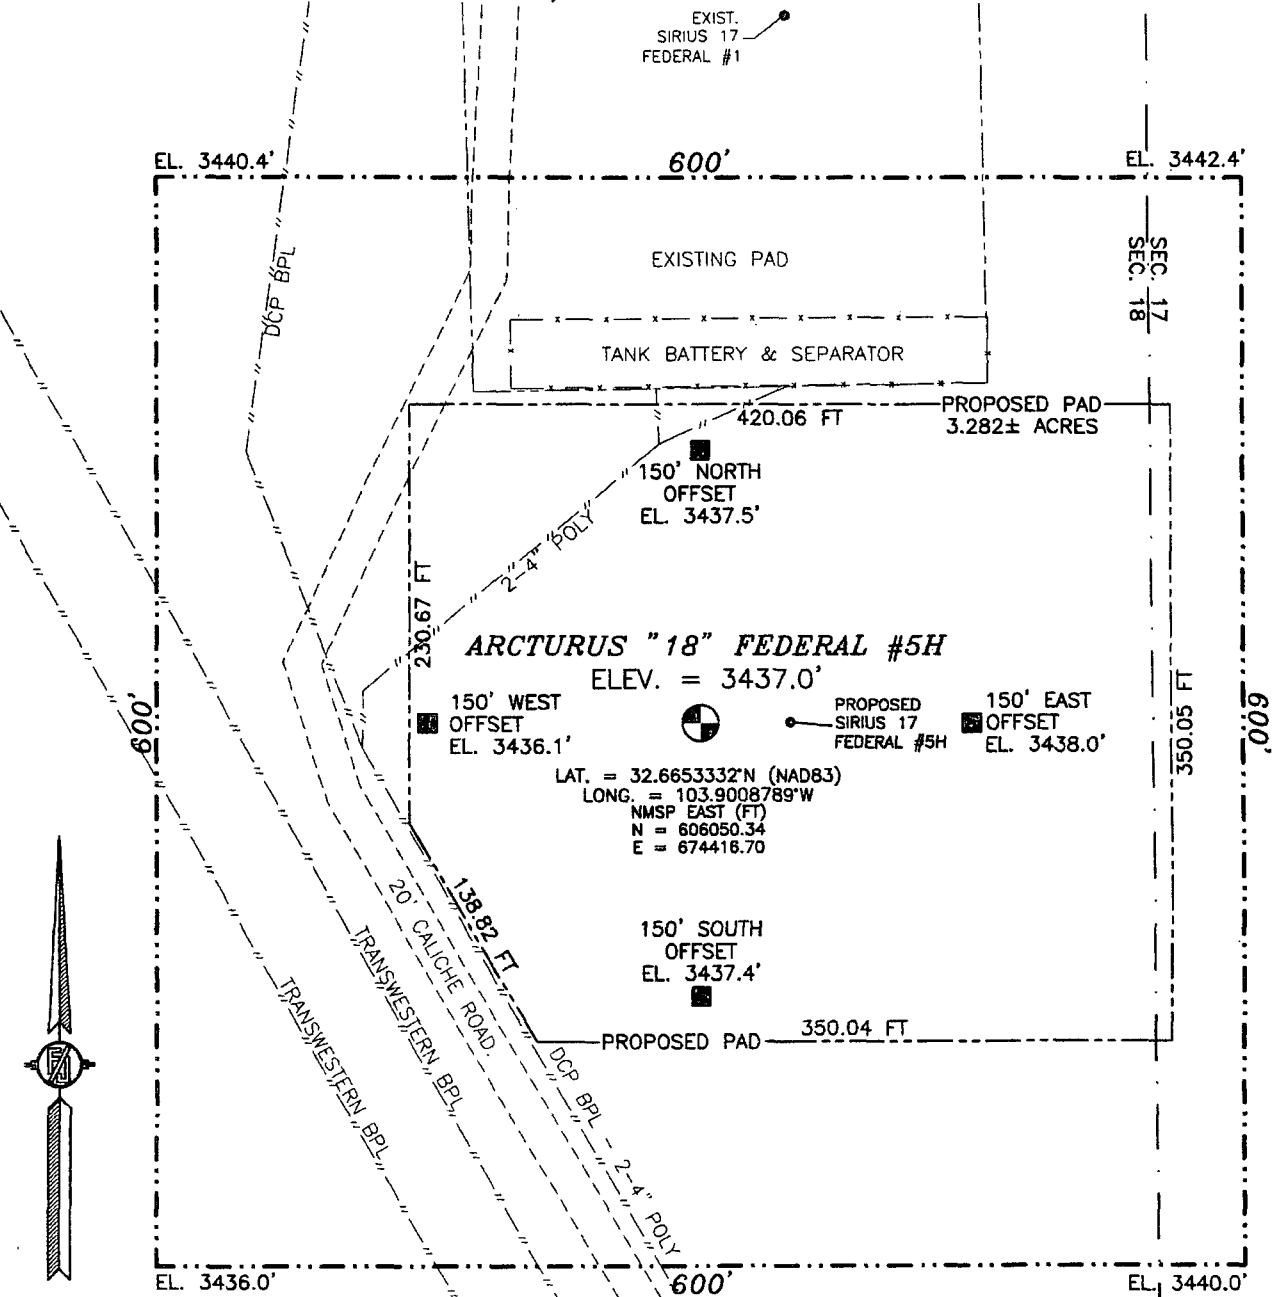 EXIST.
SIRIUS 17
FEDERAL #1
EL. 3440.4'
600'
EL. 3442.4'
DCP BPL
EXISTING PAD
SEC. 17
SEC. 18
TANK BATTERY & SEPARATOR
420.06 FT
PROPOSED PAD
3.282± ACRES
150' NORTH
OFFSET
EL. 3437.5'
2-4" POLY
230.67 FT
ARCTURUS "18" FEDERAL #5H
ELEV. = 3437.0'
600'
150' WEST
OFFSET
EL. 3436.1'
PROPOSED
SIRIUS 17
FEDERAL #5H
150' EAST
OFFSET
EL. 3438.0'
350.05 FT
600'
LAT. = 32.6653332°N (NAD83)
LONG. = 103.9008789°W
NMSP EAST (FT)
N = 606050.34
E = 674416.70
138.82 FT
20' CALICHE ROAD.
TRANSWESTERN BPL
TRANSWESTERN BPL
150' SOUTH
OFFSET
EL. 3437.4'
PROPOSED PAD
350.04 FT
DCP BPL - 2-4" POLY
EL. 3436.0'
600'
EL. 3440.0'